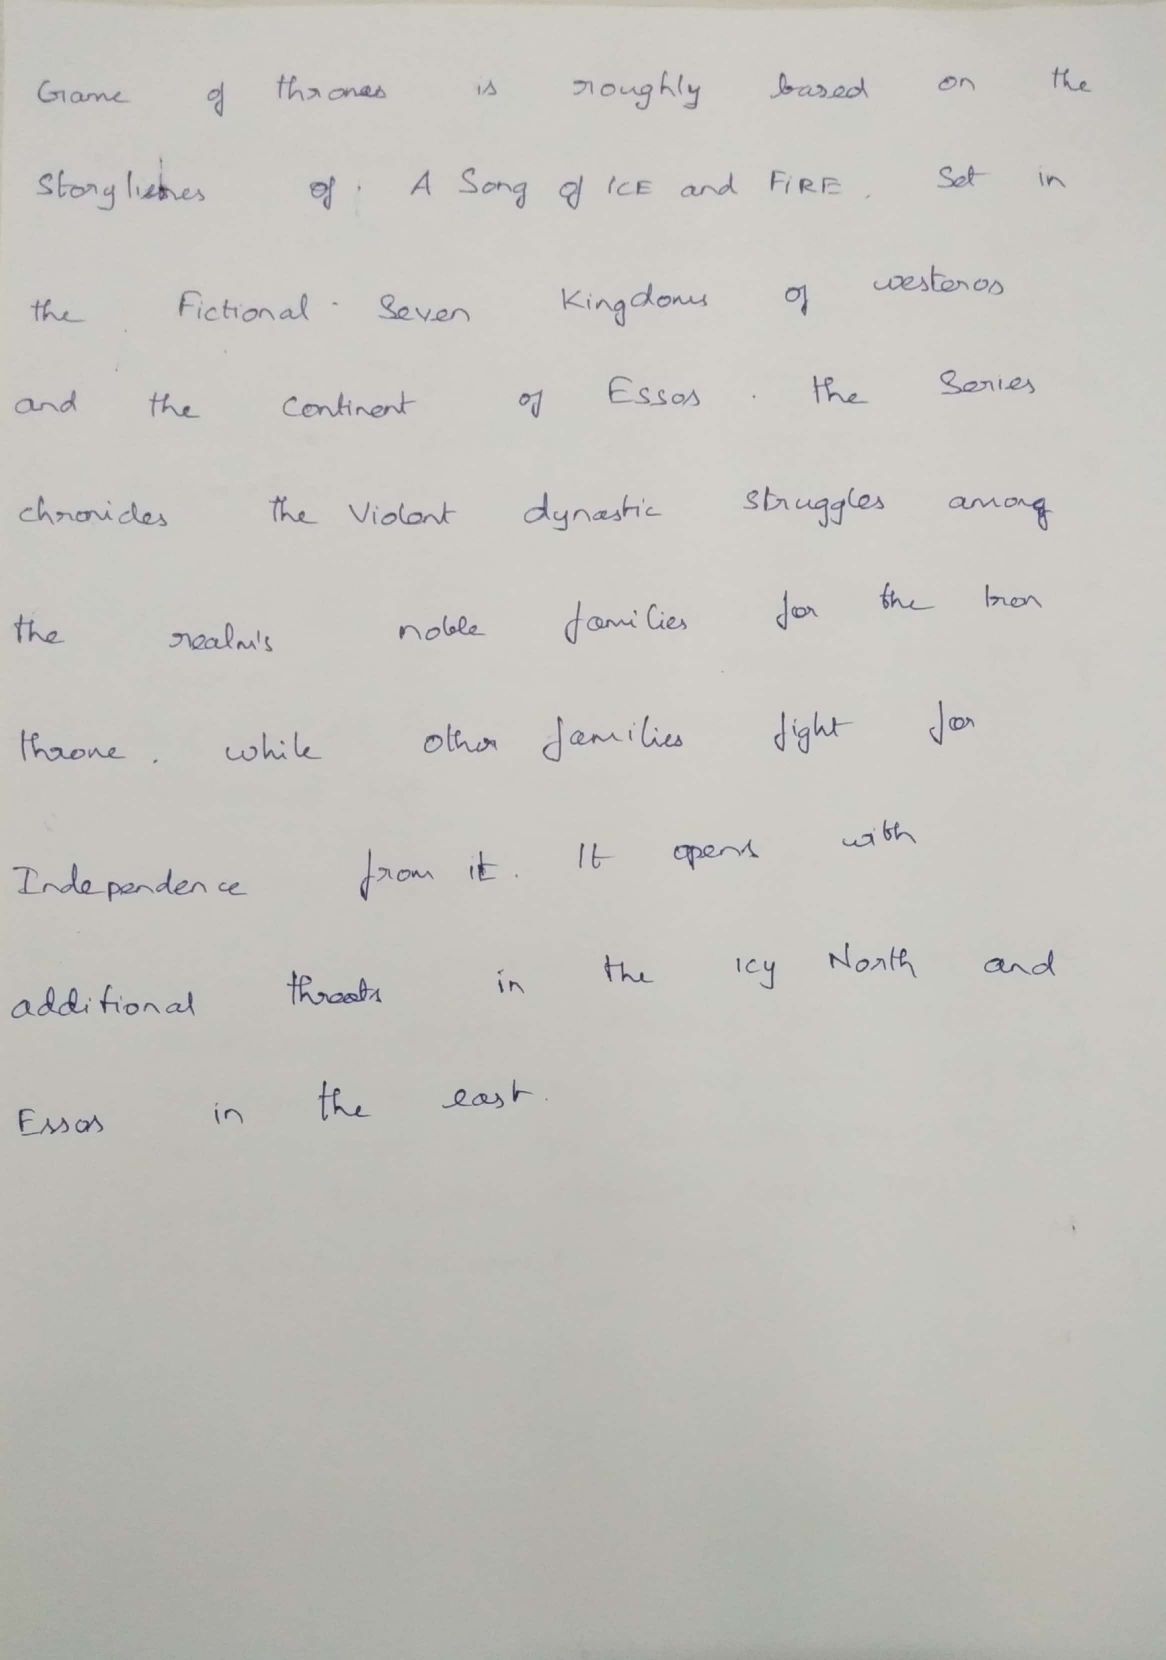 Game of thrones is roughly based on the
Storylines of A Song of ICE and FIRE. Set in
the Fictional Seven Kingdoms of westeros
and the continent of Essos. the Series
chronicles the Violent dynastic struggles among
the realm's noble families for the Iron
throne. while other families fight for
Independence from it. It opens with
additional threats in the Icy North and
Essos in the east.